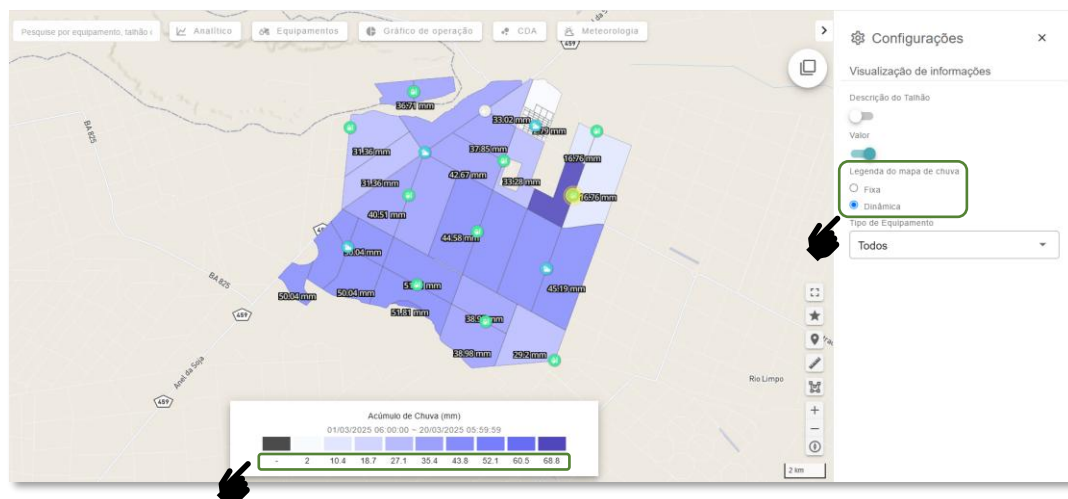 Pesquise por equipamento, talhão
Analítico
Equipamentos
Gráfico de operação
CDA
Meteorologia
459
36.71 mm
33.02 mm
37.85 mm
31.36 mm
16.76 mm
42.67 mm
33.28 mm
31.36 mm
16.76 mm
40.51 mm
44.58 mm
45.19 mm
50.04 mm
50.04 mm
51.81 mm
38.98 mm
29.2 mm
BA 825
BA 825
459
Anel da Soja
459
Rio Limpo
2 km
Acúmulo de Chuva (mm)
01/03/2025 06:00:00 ~ 20/03/2025 05:59:59
- 2 10.4 18.7 27.1 35.4 43.8 52.1 60.5 68.8
Configurações
Visualização de informações
Descrição do Talhão
Valor
Legenda do mapa de chuva
Fixa
Dinâmica
Tipo de Equipamento
Todos